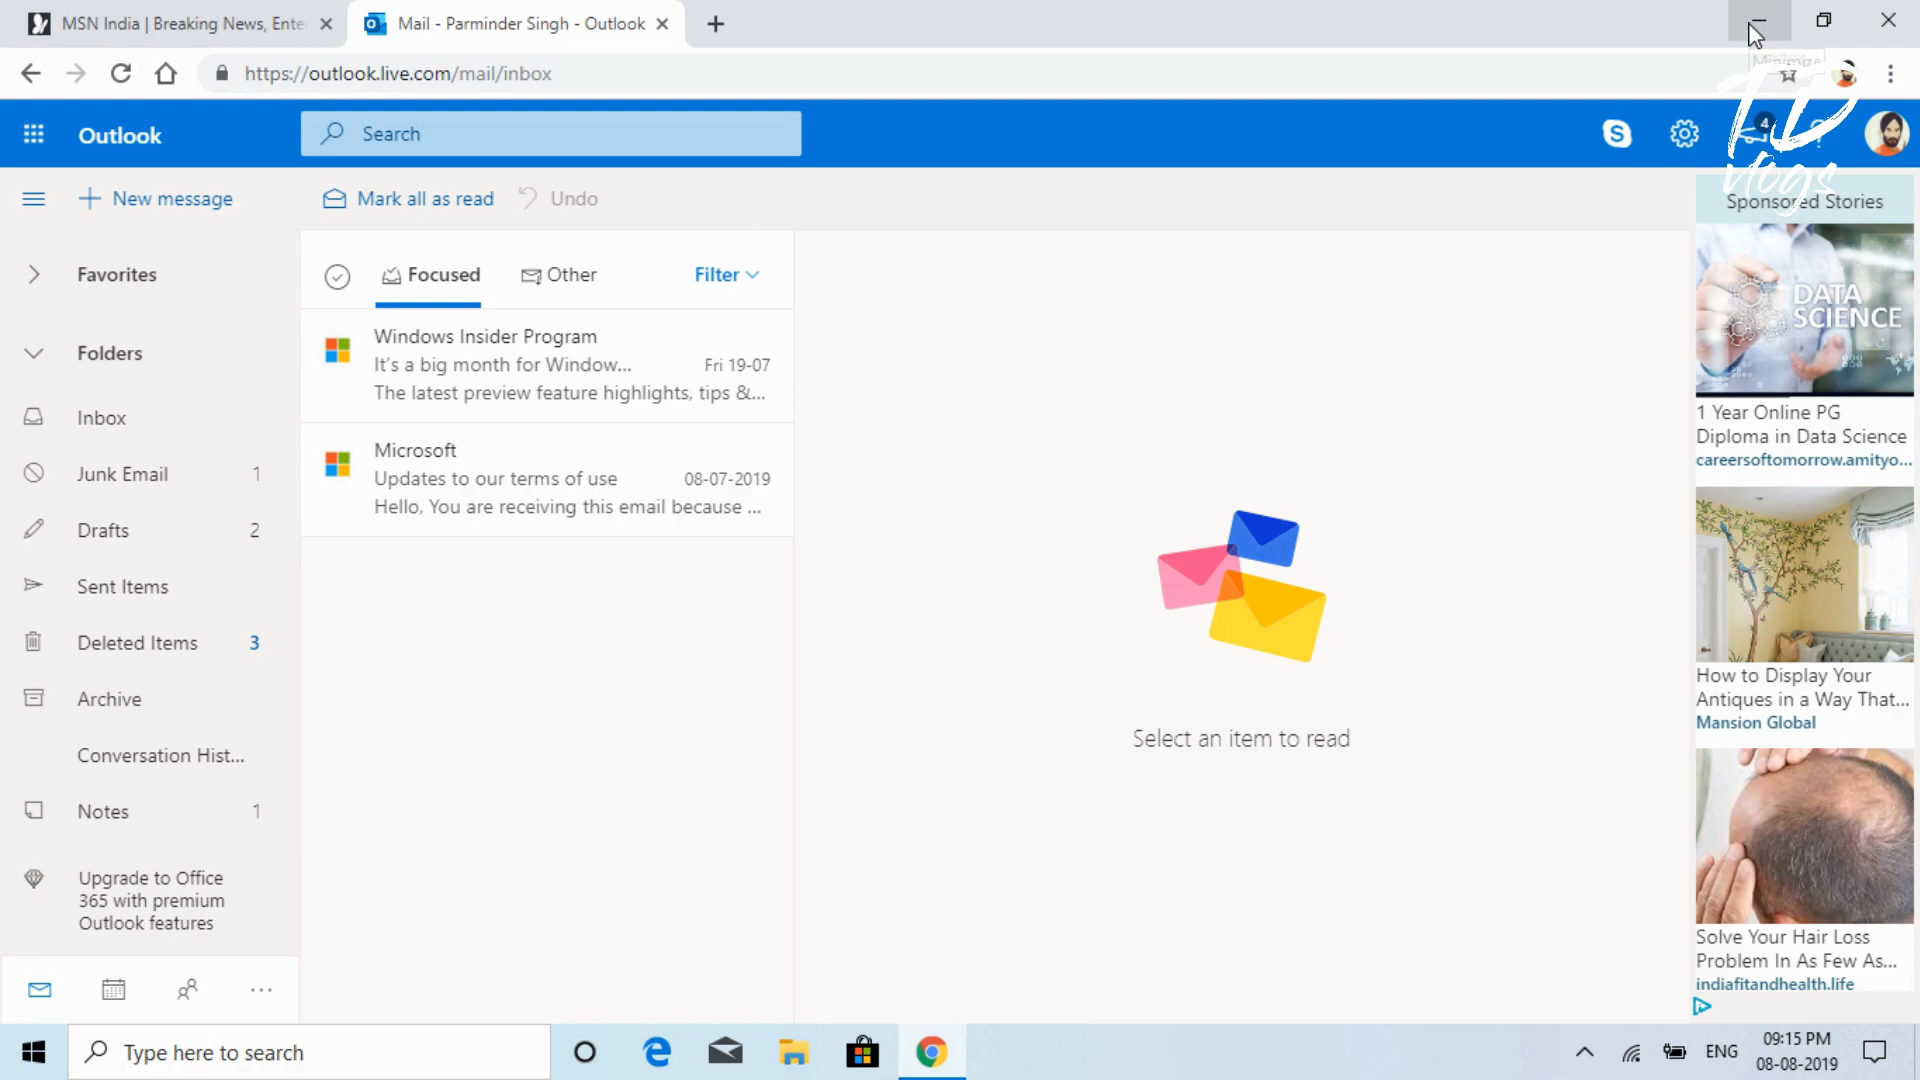 MSN India | Breaking News, Ente
Mail - Parminder Singh - Outlook
https://outlook.live.com/mail/inbox
Minimize
TD
vlogs
Outlook
Search
S
4
?
New message
Mark all as read
Undo
Sponsored Stories
Favorites
Focused
Other
Filter
Folders
Windows Insider Program
It's a big month for Window...
Fri 19-07
The latest preview feature highlights, tips &...
DATA
SCIENCE
Inbox
Microsoft
Updates to our terms of use
08-07-2019
Hello, You are receiving this email because ...
1 Year Online PG
Diploma in Data Science
careersoftomorrow.amityo...
Junk Email 1
Drafts 2
Sent Items
Deleted Items 3
Archive
Conversation Hist...
Notes 1
Select an item to read
How to Display Your
Antiques in a Way That...
Mansion Global
Upgrade to Office
365 with premium
Outlook features
Solve Your Hair Loss
Problem In As Few As...
indiafitandhealth.life
Type here to search
ENG
09:15 PM
08-08-2019